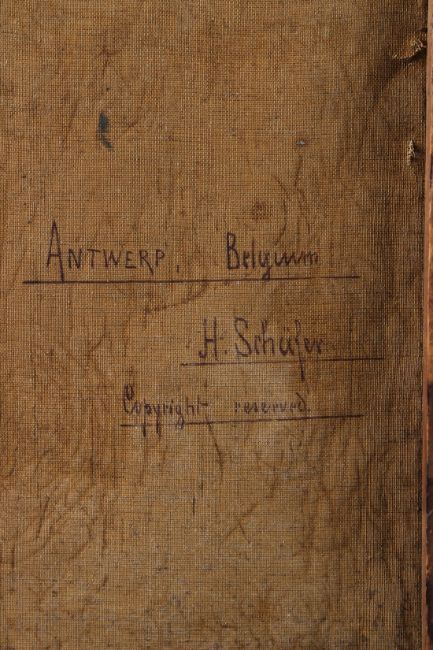 ANTWERP, Belgium
H. Schäfer
Copyright reserved.